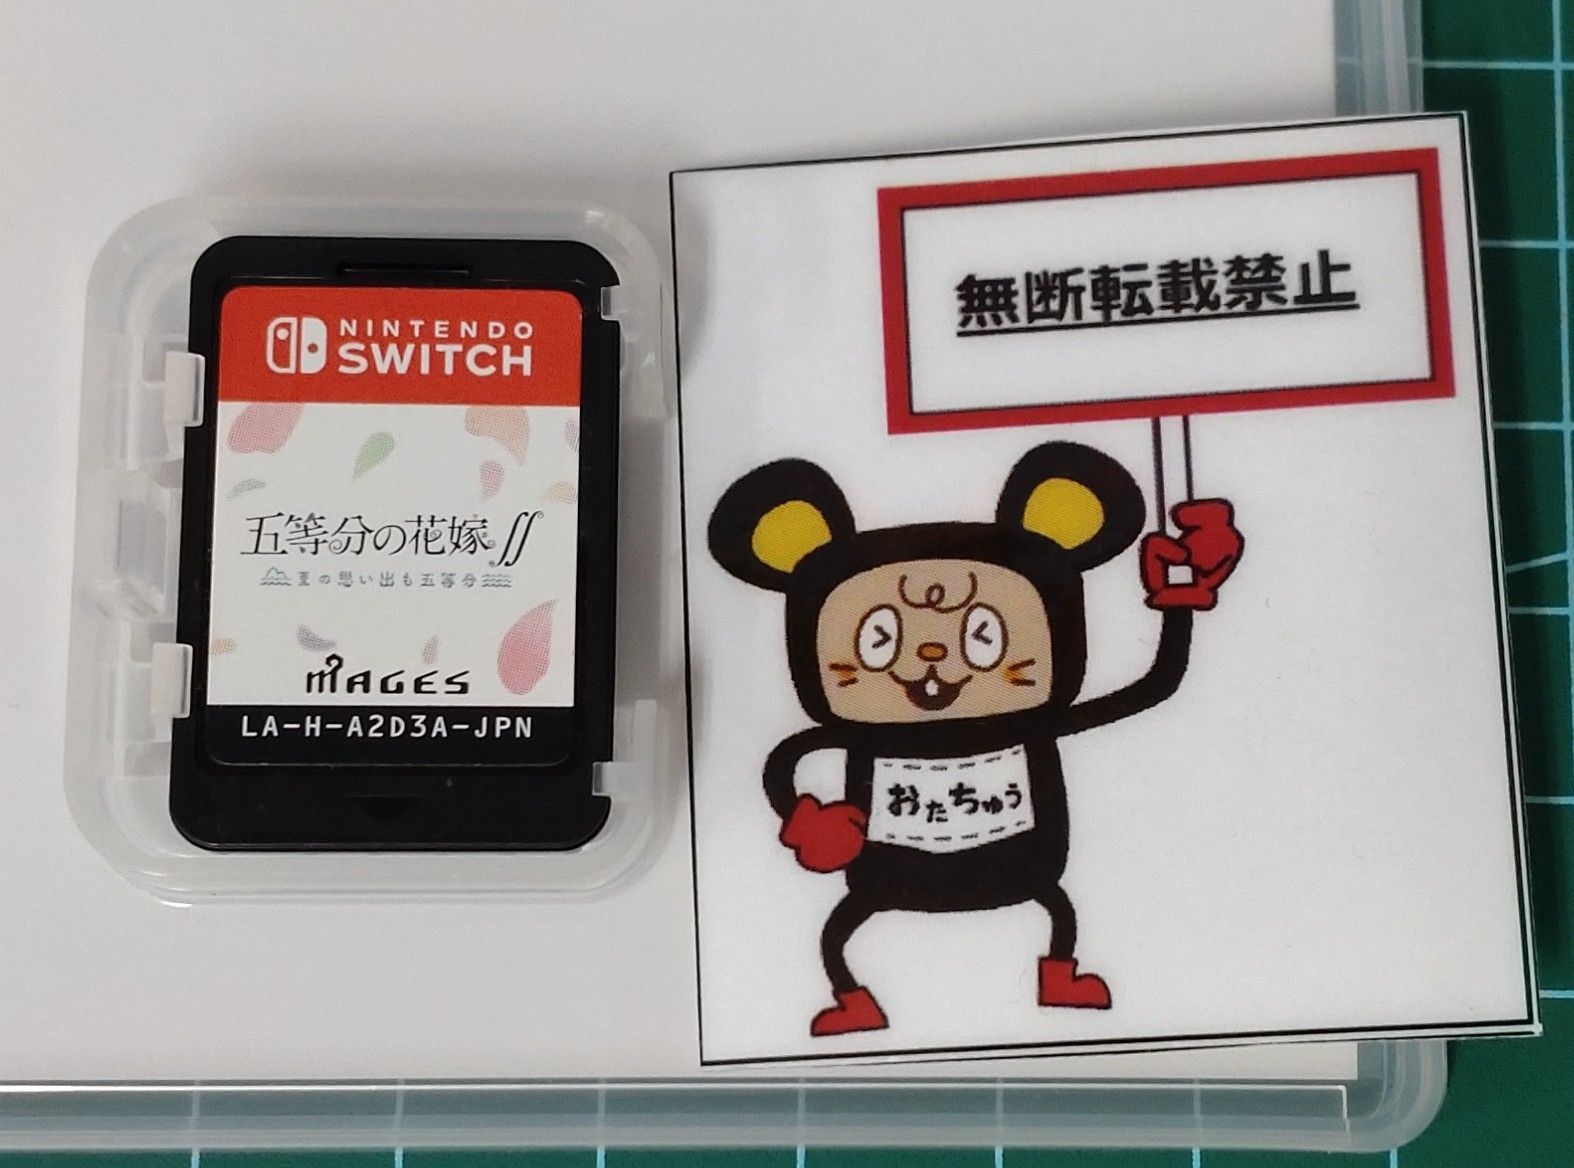 NINTENDO
SWITCH
五等分の花嫁∬
夏の思い出も五等分
MAGES
LA-H-A2D3A-JPN
無断転載禁止
おたちゅう